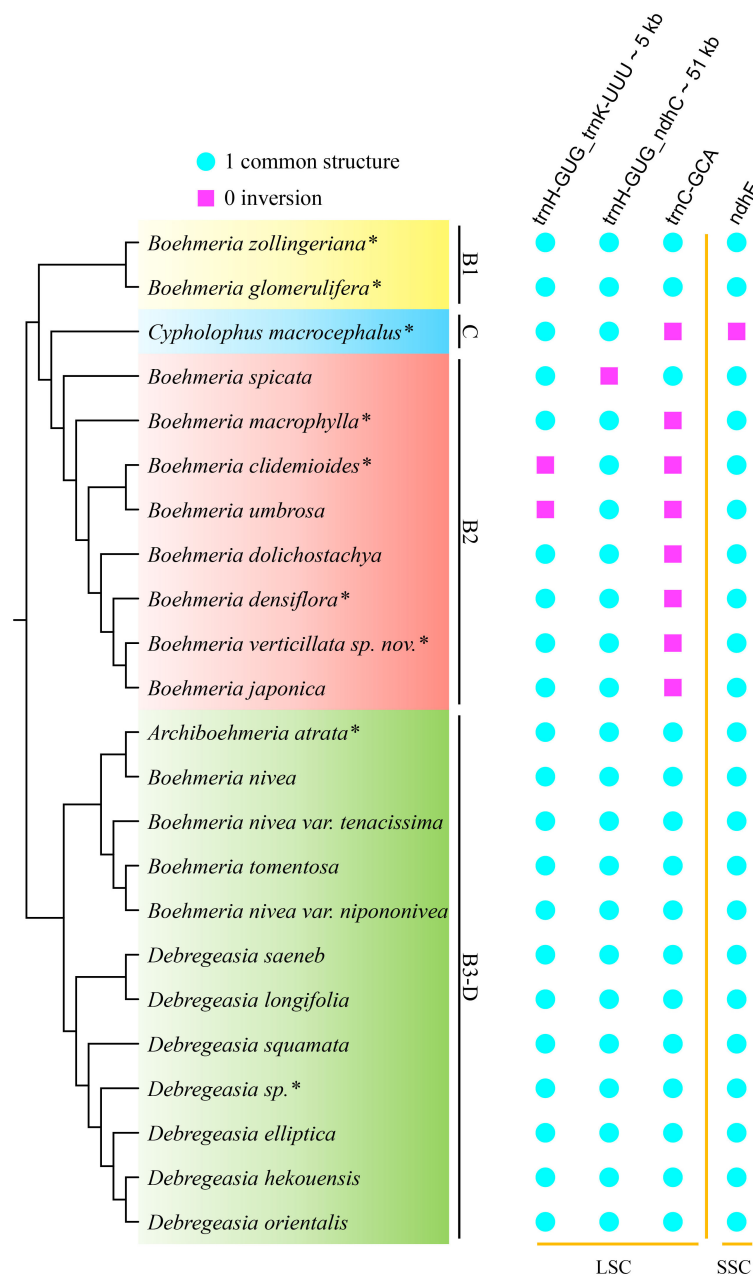 trnH-GUG_trnK-UUU ~ 5 kb
trnH-GUG_ndhC ~ 51 kb
trnC-GCA
1 common structure
0 inversion
Boehmeria zollingeriana*
Boehmeria glomerulifera*
B1
Cypholophus macrocephalus*
C
Boehmeria spicata
Boehmeria macrophylla*
Boehmeria clidemioides*
Boehmeria umbrosa
B2
Boehmeria dolichostachya
Boehmeria densiflora*
Boehmeria verticillata sp. nov.*
Boehmeria japonica
Archiboehmeria atrata*
Boehmeria nivea
Boehmeria nivea var. tenacissima
Boehmeria tomentosa
Boehmeria nivea var. nipononivea
Debregeasia saeneb
B3-D
Debregeasia longifolia
Debregeasia squamata
Debregeasia sp.*
Debregeasia elliptica
Debregeasia hekouensis
Debregeasia orientalis
LSC
SSC